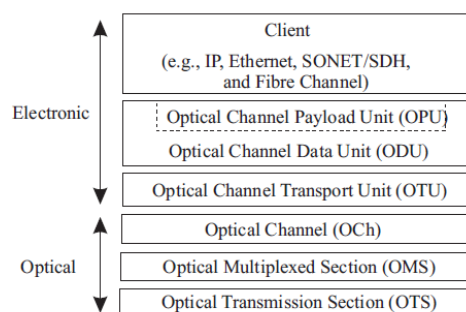 Client
(e.g., IP, Ethernet, SONET/SDH,
and Fibre Channel)
Electronic
Optical Channel Payload Unit (OPU)
Optical Channel Data Unit (ODU)
Optical Channel Transport Unit (OTU)
Optical Channel (OCh)
Optical
Optical Multiplexed Section (OMS)
Optical Transmission Section (OTS)